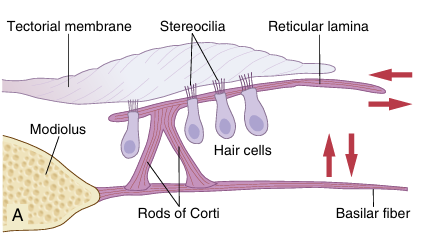 Tectorial membrane
Stereocilia
Reticular lamina
Modiolus
Hair cells
A
Rods of Corti
Basilar fiber